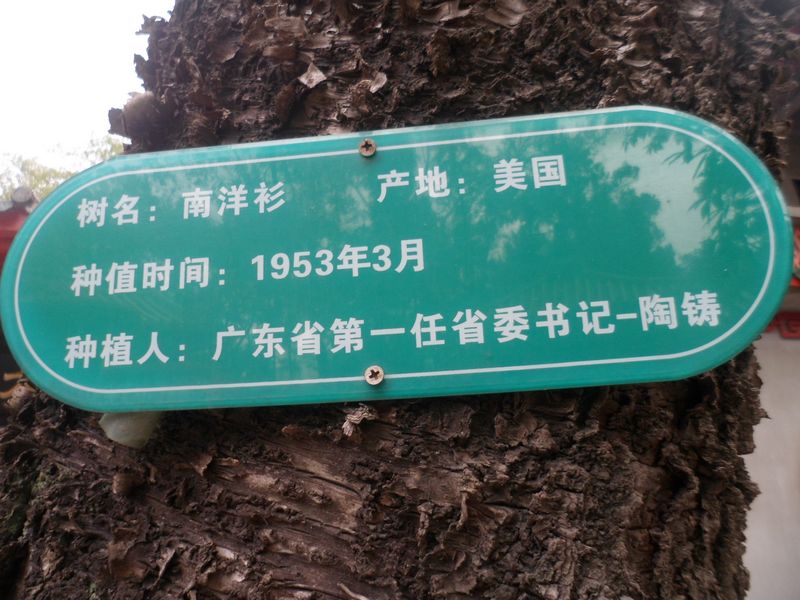 树名：南洋衫 产地：美国
种值时间：1953年3月
种植人：广东省第一任省委书记-陶铸